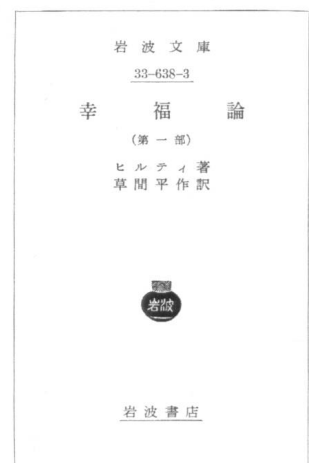 岩波文庫
33-638-3
幸福論
(第一部)
ヒルティ著
草間平作訳
岩波
岩波書店